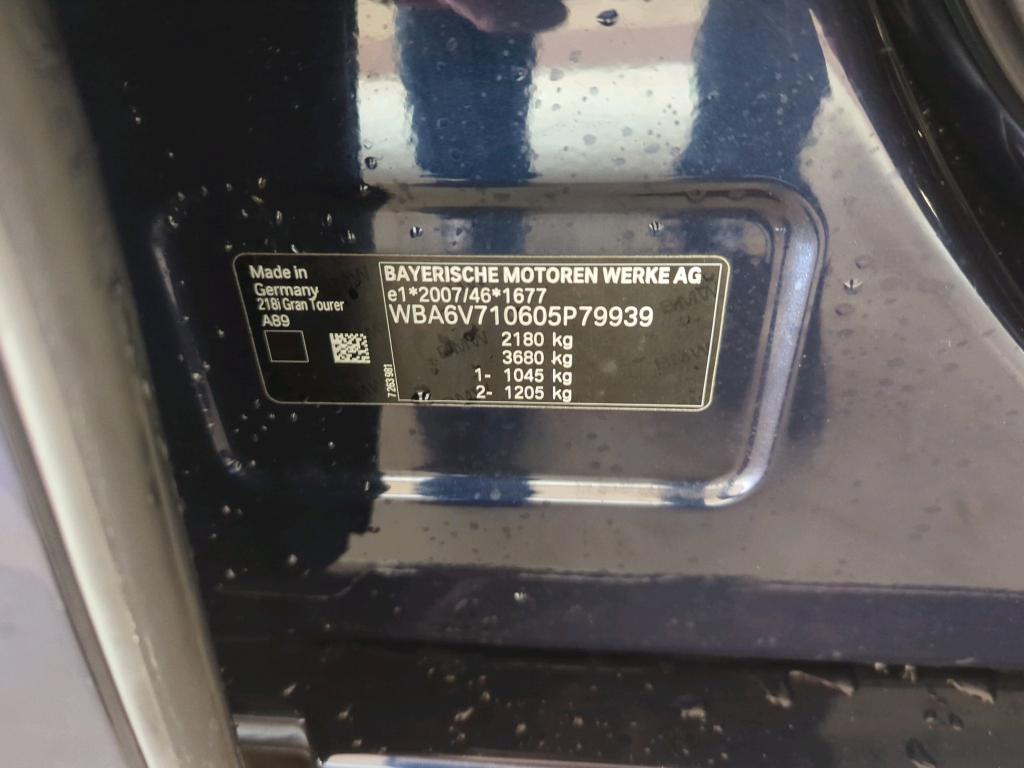 Made in
Germany
218i Gran Tourer
A89
7263981
BAYERISCHE MOTOREN WERKE AG
e1*2007/46*1677
WBA6V710605P79939
2180 kg
3680 kg
1- 1045 kg
2- 1205 kg